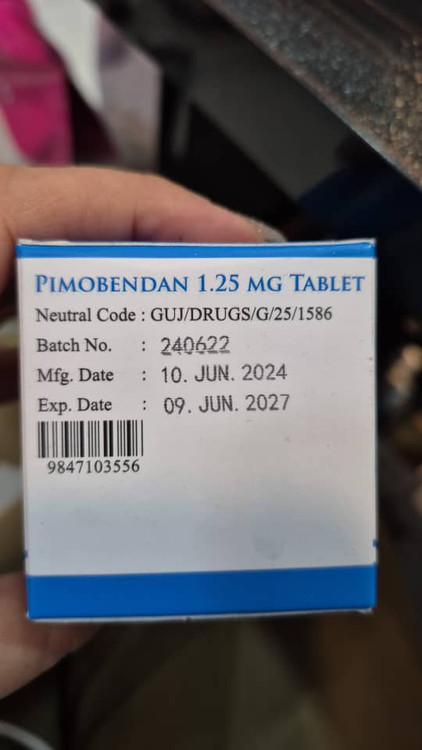 PIMOBENDAN 1.25 MG TABLET
Neutral Code : GUJ/DRUGS/G/25/1586
Batch No. : 240622
Mfg. Date : 10. JUN. 2024
Exp. Date : 09. JUN. 2027
9847103556